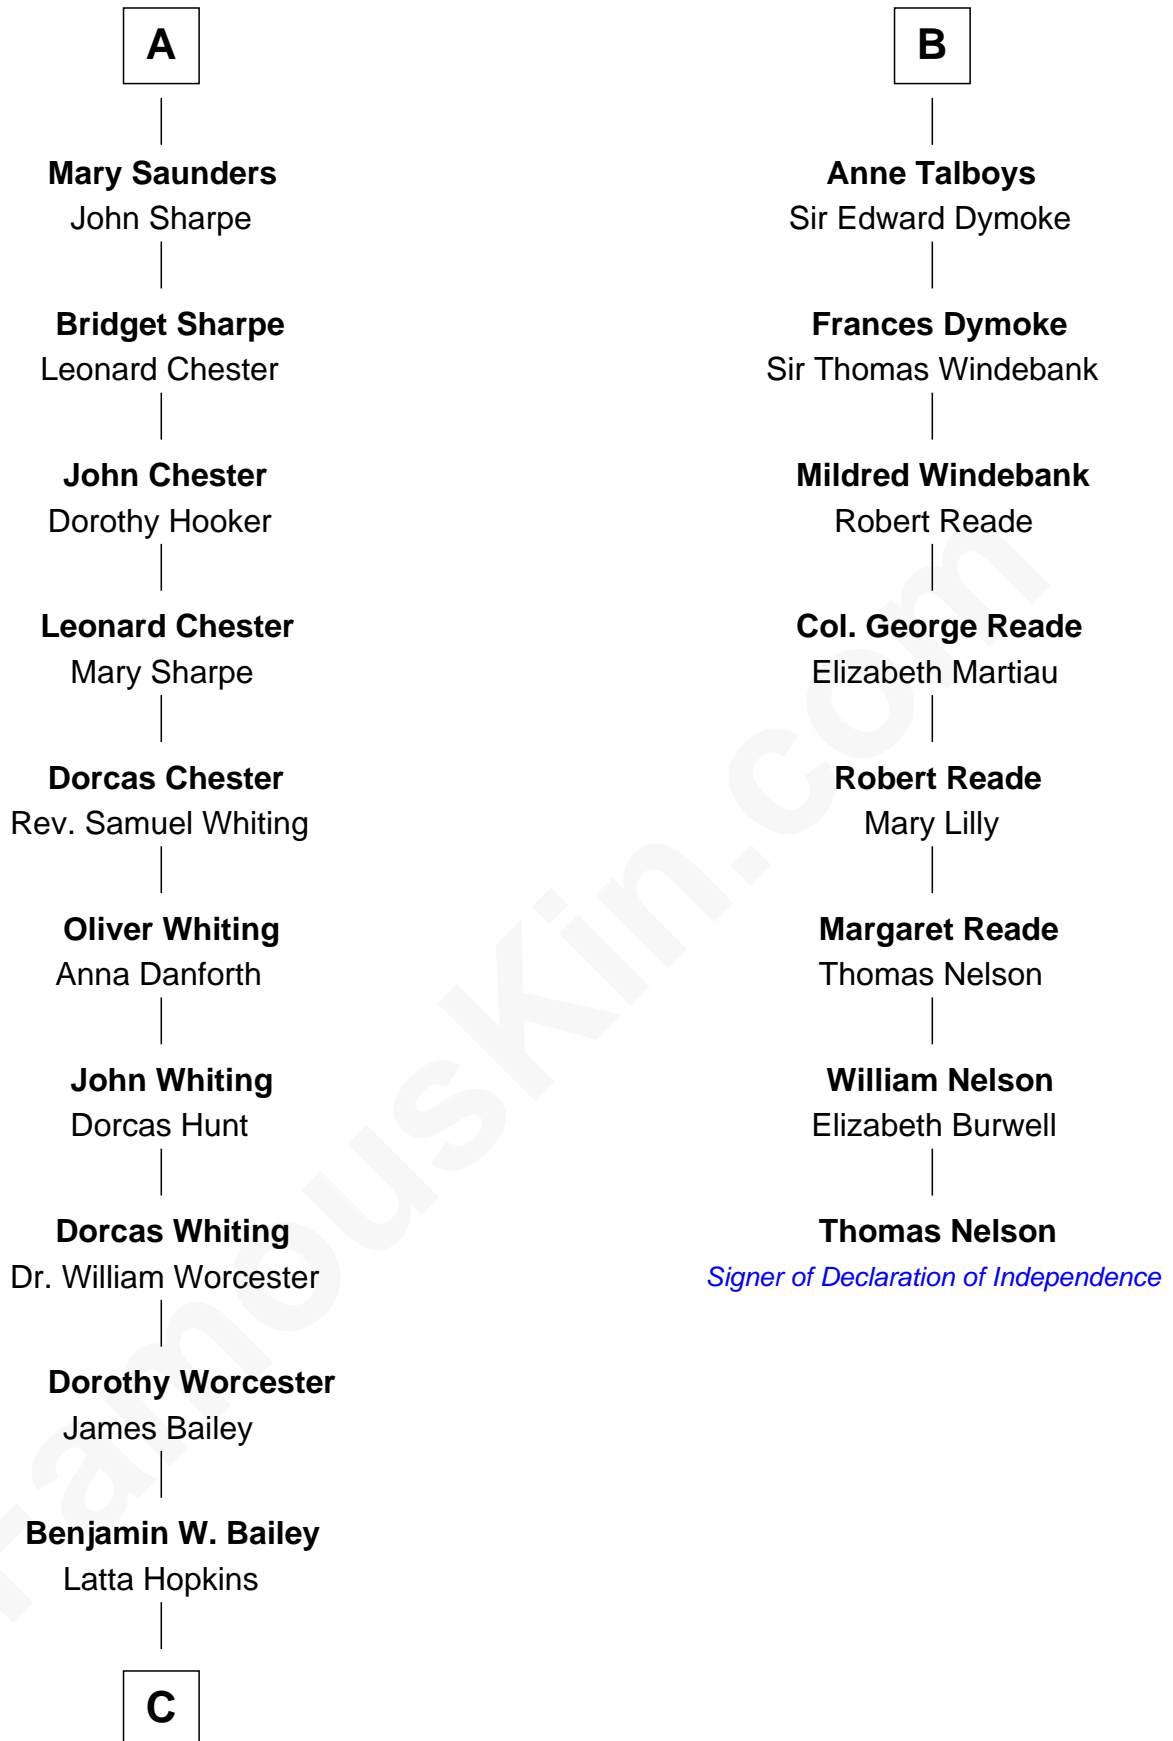 A
Mary Saunders
John Sharpe
Bridget Sharpe
Leonard Chester
John Chester
Dorothy Hooker
Leonard Chester
Mary Sharpe
Dorcas Chester
Rev. Samuel Whiting
Oliver Whiting
Anna Danforth
John Whiting
Dorcas Hunt
Dorcas Whiting
Dr. William Worcester
Dorothy Worcester
James Bailey
Benjamin W. Bailey
Latta Hopkins
C
B
Anne Talboys
Sir Edward Dymoke
Frances Dymoke
Sir Thomas Windebank
Mildred Windebank
Robert Reade
Col. George Reade
Elizabeth Martiau
Robert Reade
Mary Lilly
Margaret Reade
Thomas Nelson
William Nelson
Elizabeth Burwell
Thomas Nelson
Signer of Declaration of Independence
FamousKin.com